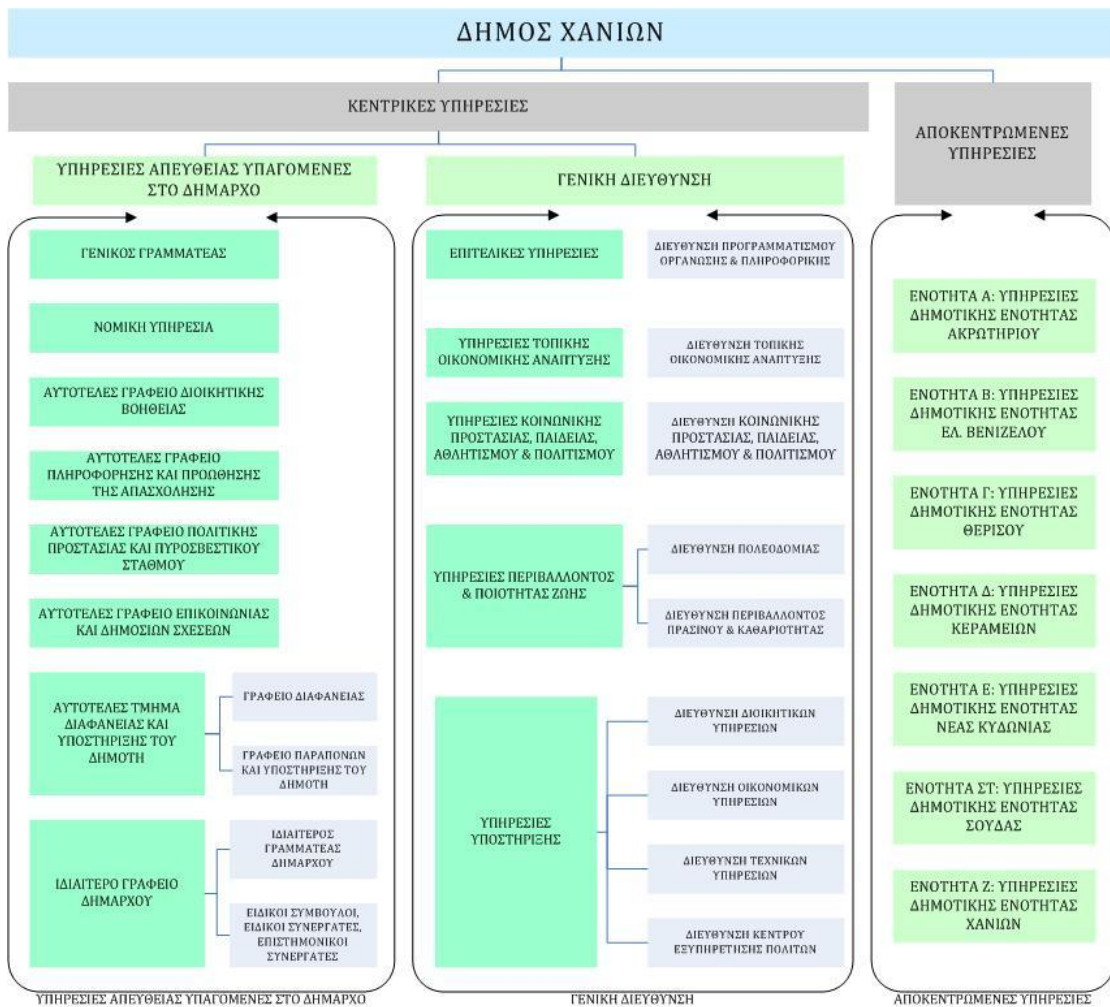 ΔΗΜΟΣ ΧΑΝΙΩΝ
ΚΕΝΤΡΙΚΕΣ ΥΠΗΡΕΣΙΕΣ
ΑΠΟΚΕΝΤΡΩΜΕΝΕΣ
ΥΠΗΡΕΣΙΕΣ
ΥΠΗΡΕΣΙΕΣ ΑΠΕΥΘΕΙΑΣ ΥΠΑΓΟΜΕΝΕΣ
ΣΤΟ ΔΗΜΑΡΧΟ
ΓΕΝΙΚΗ ΔΙΕΥΘΥΝΣΗ
ΓΕΝΙΚΟΣ ΓΡΑΜΜΑΤΕΑΣ
ΝΟΜΙΚΗ ΥΠΗΡΕΣΙΑ
ΑΥΤΟΤΕΛΕΣ ΓΡΑΦΕΙΟ ΔΙΟΙΚΗΤΙΚΗΣ
ΒΟΗΘΕΙΑΣ
ΑΥΤΟΤΕΛΕΣ ΓΡΑΦΕΙΟ
ΠΛΗΡΟΦΟΡΗΣΗΣ ΚΑΙ ΠΡΟΩΘΗΣΗΣ
ΤΗΣ ΑΠΑΣΧΟΛΗΣΗΣ
ΑΥΤΟΤΕΛΕΣ ΓΡΑΦΕΙΟ ΠΟΛΙΤΙΚΗΣ
ΠΡΟΣΤΑΣΙΑΣ ΚΑΙ ΠΥΡΟΣΒΕΣΤΙΚΟΥ
ΣΤΑΘΜΟΥ
ΑΥΤΟΤΕΛΕΣ ΓΡΑΦΕΙΟ ΕΠΙΚΟΙΝΩΝΙΑΣ
ΚΑΙ ΔΗΜΟΣΙΩΝ ΣΧΕΣΕΩΝ
ΑΥΤΟΤΕΛΕΣ ΤΜΗΜΑ
ΔΙΑΦΑΝΕΙΑΣ ΚΑΙ
ΥΠΟΣΤΗΡΙΞΗΣ ΤΟΥ
ΔΗΜΟΤΗ
ΓΡΑΦΕΙΟ ΔΙΑΦΑΝΕΙΑΣ
ΓΡΑΦΕΙΟ ΠΑΡΑΠΟΝΩΝ
ΚΑΙ ΥΠΟΣΤΗΡΙΞΗΣ ΤΟΥ
ΔΗΜΟΤΗ
ΙΔΙΑΙΤΕΡΟ ΓΡΑΦΕΙΟ
ΔΗΜΑΡΧΟΥ
ΙΔΙΑΙΤΕΡΟΣ
ΓΡΑΜΜΑΤΕΑΣ
ΔΗΜΑΡΧΟΥ
ΕΙΔΙΚΟΙ ΣΥΜΒΟΥΛΟΙ,
ΕΙΔΙΚΟΙ ΣΥΝΕΡΓΑΤΕΣ,
ΕΠΙΣΤΗΜΟΝΙΚΟΙ
ΣΥΝΕΡΓΑΤΕΣ
ΥΠΗΡΕΣΙΕΣ ΑΠΕΥΘΕΙΑΣ ΥΠΑΓΟΜΕΝΕΣ ΣΤΟ ΔΗΜΑΡΧΟ
ΕΠΙΤΕΛΙΚΕΣ ΥΠΗΡΕΣΙΕΣ
ΔΙΕΥΘΥΝΣΗ ΠΡΟΓΡΑΜΜΑΤΙΣΜΟΥ
ΟΡΓΑΝΩΣΗΣ & ΠΛΗΡΟΦΟΡΙΚΗΣ
ΥΠΗΡΕΣΙΕΣ ΤΟΠΙΚΗΣ
ΟΙΚΟΝΟΜΙΚΗΣ ΑΝΑΠΤΥΞΗΣ
ΔΙΕΥΘΥΝΣΗ ΤΟΠΙΚΗΣ
ΟΙΚΟΝΟΜΙΚΗΣ ΑΝΑΠΤΥΞΗΣ
ΥΠΗΡΕΣΙΕΣ ΚΟΙΝΩΝΙΚΗΣ
ΠΡΟΣΤΑΣΙΑΣ, ΠΑΙΔΕΙΑΣ,
ΑΘΛΗΤΙΣΜΟΥ & ΠΟΛΙΤΙΣΜΟΥ
ΔΙΕΥΘΥΝΣΗ ΚΟΙΝΩΝΙΚΗΣ
ΠΡΟΣΤΑΣΙΑΣ, ΠΑΙΔΕΙΑΣ,
ΑΘΛΗΤΙΣΜΟΥ & ΠΟΛΙΤΙΣΜΟΥ
ΥΠΗΡΕΣΙΕΣ ΠΕΡΙΒΑΛΛΟΝΤΟΣ
& ΠΟΙΟΤΗΤΑΣ ΖΩΗΣ
ΔΙΕΥΘΥΝΣΗ ΠΟΛΕΟΔΟΜΙΑΣ
ΔΙΕΥΘΥΝΣΗ ΠΕΡΙΒΑΛΛΟΝΤΟΣ
ΠΡΑΣΙΝΟΥ & ΚΑΘΑΡΙΟΤΗΤΑΣ
ΥΠΗΡΕΣΙΕΣ
ΥΠΟΣΤΗΡΙΞΗΣ
ΔΙΕΥΘΥΝΣΗ ΔΙΟΙΚΗΤΙΚΩΝ
ΥΠΗΡΕΣΙΩΝ
ΔΙΕΥΘΥΝΣΗ ΟΙΚΟΝΟΜΙΚΩΝ
ΥΠΗΡΕΣΙΩΝ
ΔΙΕΥΘΥΝΣΗ ΤΕΧΝΙΚΩΝ
ΥΠΗΡΕΣΙΩΝ
ΔΙΕΥΘΥΝΣΗ ΚΕΝΤΡΟΥ
ΕΞΥΠΗΡΕΤΗΣΗΣ ΠΟΛΙΤΩΝ
ΓΕΝΙΚΗ ΔΙΕΥΘΥΝΣΗ
ΕΝΟΤΗΤΑ Α: ΥΠΗΡΕΣΙΕΣ
ΔΗΜΟΤΙΚΗΣ ΕΝΟΤΗΤΑΣ
ΑΚΡΩΤΗΡΙΟΥ
ΕΝΟΤΗΤΑ Β: ΥΠΗΡΕΣΙΕΣ
ΔΗΜΟΤΙΚΗΣ ΕΝΟΤΗΤΑΣ
ΕΛ. ΒΕΝΙΖΕΛΟΥ
ΕΝΟΤΗΤΑ Γ: ΥΠΗΡΕΣΙΕΣ
ΔΗΜΟΤΙΚΗΣ ΕΝΟΤΗΤΑΣ
ΘΕΡΙΣΟΥ
ΕΝΟΤΗΤΑ Δ: ΥΠΗΡΕΣΙΕΣ
ΔΗΜΟΤΙΚΗΣ ΕΝΟΤΗΤΑΣ
ΚΕΡΑΜΕΙΩΝ
ΕΝΟΤΗΤΑ Ε: ΥΠΗΡΕΣΙΕΣ
ΔΗΜΟΤΙΚΗΣ ΕΝΟΤΗΤΑΣ
ΝΕΑΣ ΚΥΔΩΝΙΑΣ
ΕΝΟΤΗΤΑ ΣΤ: ΥΠΗΡΕΣΙΕΣ
ΔΗΜΟΤΙΚΗΣ ΕΝΟΤΗΤΑΣ
ΣΟΥΔΑΣ
ΕΝΟΤΗΤΑ Ζ: ΥΠΗΡΕΣΙΕΣ
ΔΗΜΟΤΙΚΗΣ ΕΝΟΤΗΤΑΣ
ΧΑΝΙΩΝ
ΑΠΟΚΕΝΤΡΩΜΕΝΕΣ ΥΠΗΡΕΣΙΕΣ